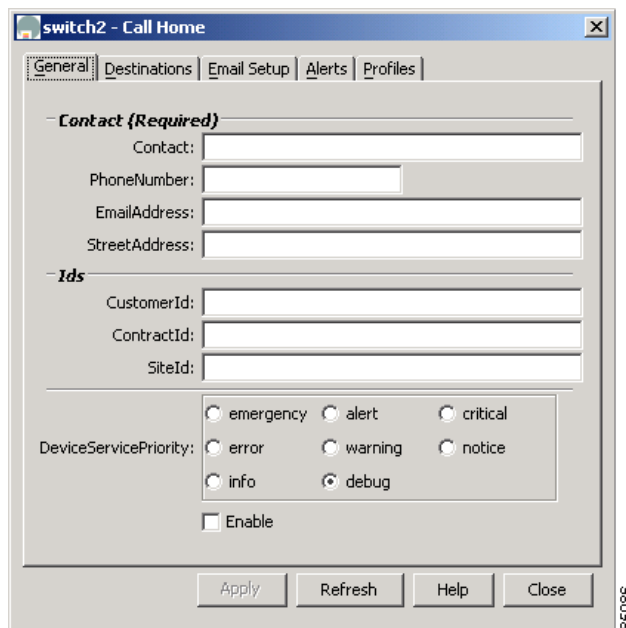 switch2 - Call Home
General Destinations Email Setup Alerts Profiles
Contact (Required)
Contact:
PhoneNumber:
EmailAddress:
StreetAddress:
Ids
CustomerId:
ContractId:
SiteId:
DeviceServicePriority:
emergency alert critical
error warning notice
info debug
Enable
Apply Refresh Help Close